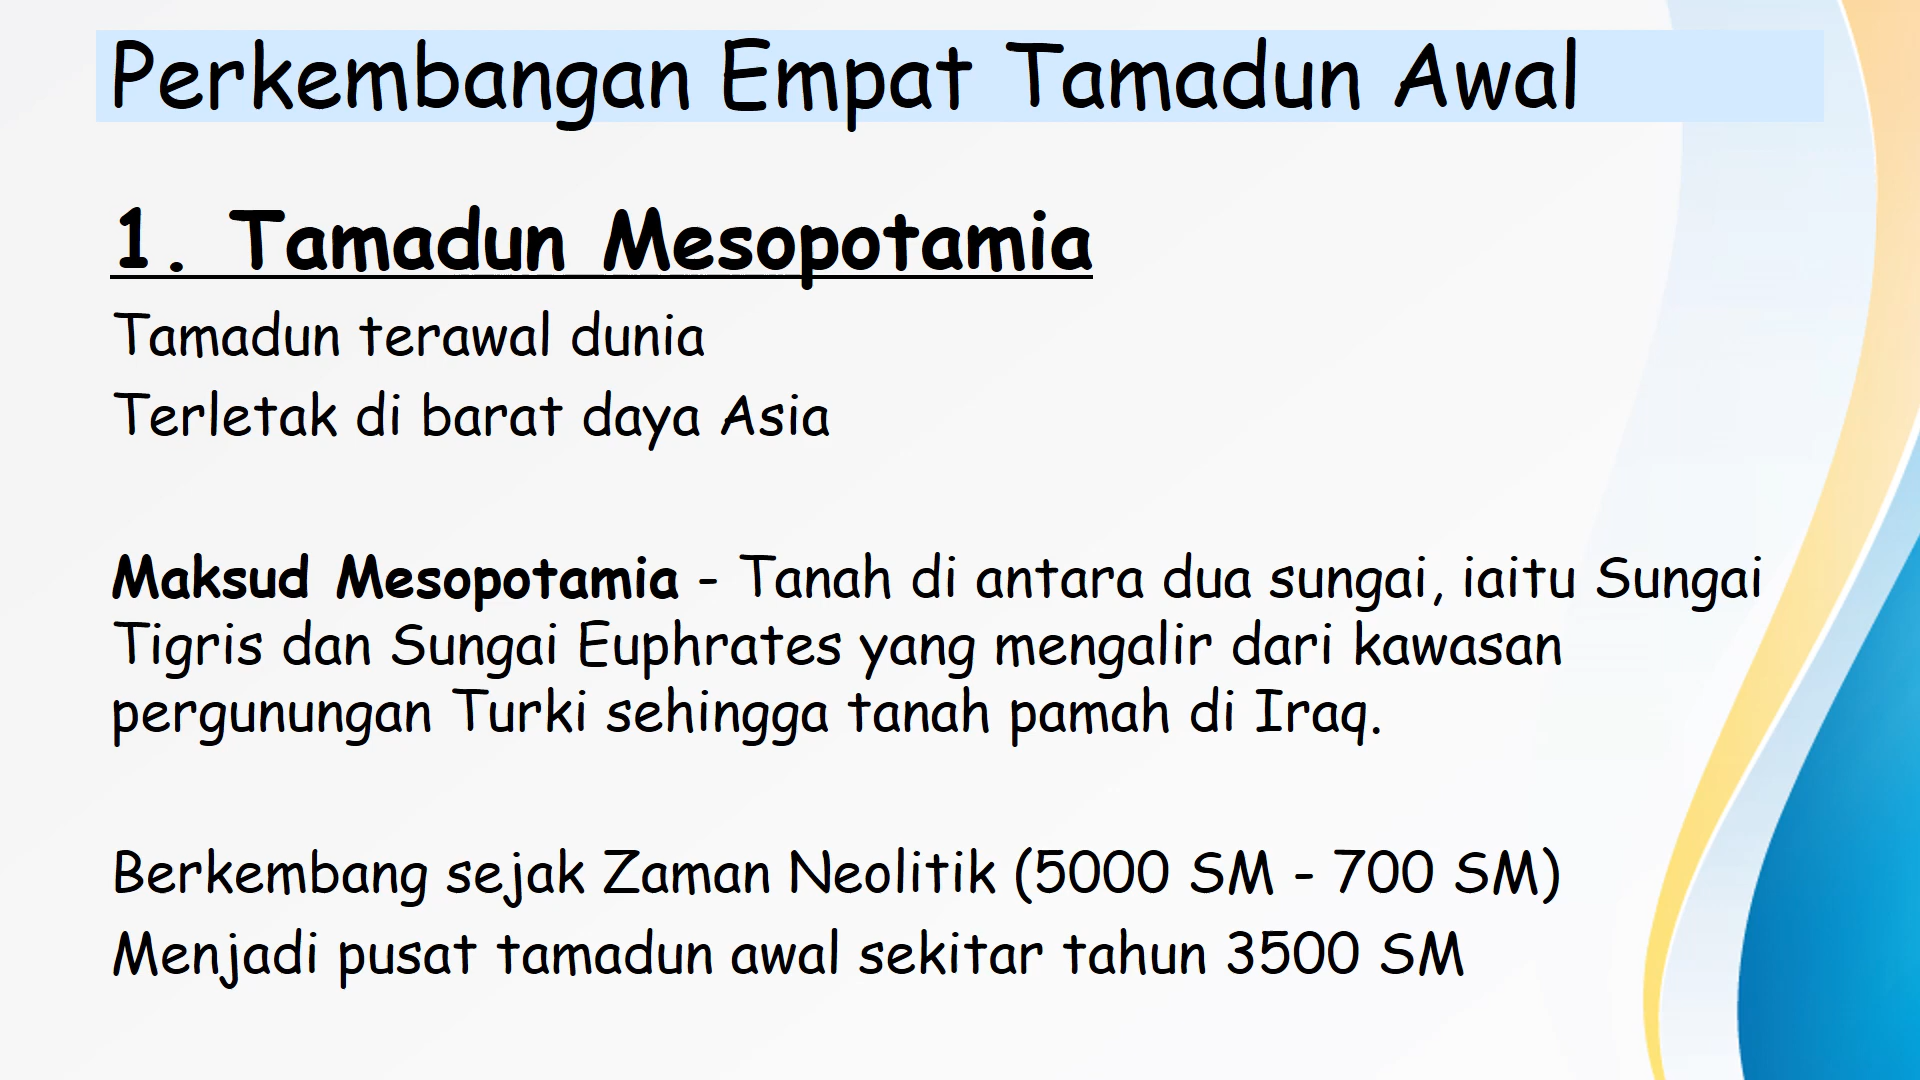 Perkembangan Empat Tamadun Awal
1. Tamadun Mesopotamia
Tamadun terawal dunia
Terletak di barat daya Asia
Maksud Mesopotamia - Tanah di antara dua sungai, iaitu Sungai
Tigris dan Sungai Euphrates yang mengalir dari kawasan
pergunungan Turki sehingga tanah pamah di Iraq.
Berkembang sejak Zaman Neolitik (5000 SM - 700 SM)
Menjadi pusat tamadun awal sekitar tahun 3500 SM